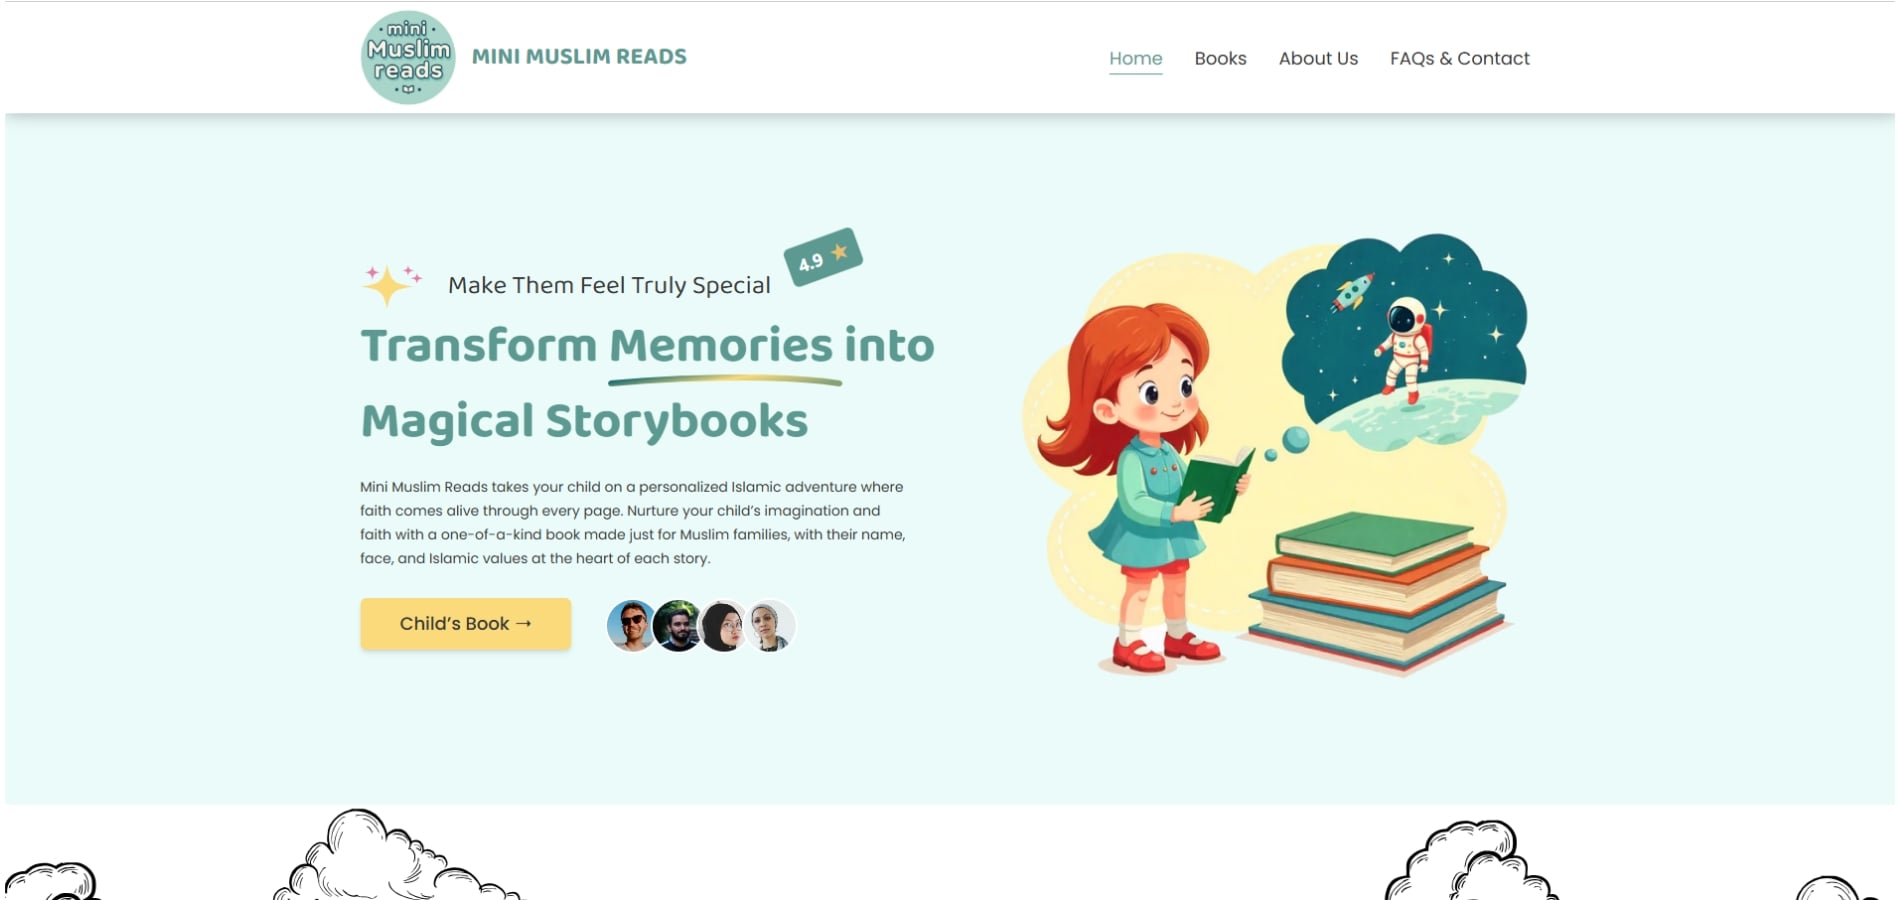 mini
Muslim
reads
MINI MUSLIM READS
Home
Books
About Us
FAQs & Contact
4.9
Make Them Feel Truly Special
Transform Memories into
Magical Storybooks
Mini Muslim Reads takes your child on a personalized Islamic adventure where
faith comes alive through every page. Nurture your child's imagination and
faith with a one-of-a-kind book made just for Muslim families, with their name,
face, and Islamic values at the heart of each story.
Child's Book →